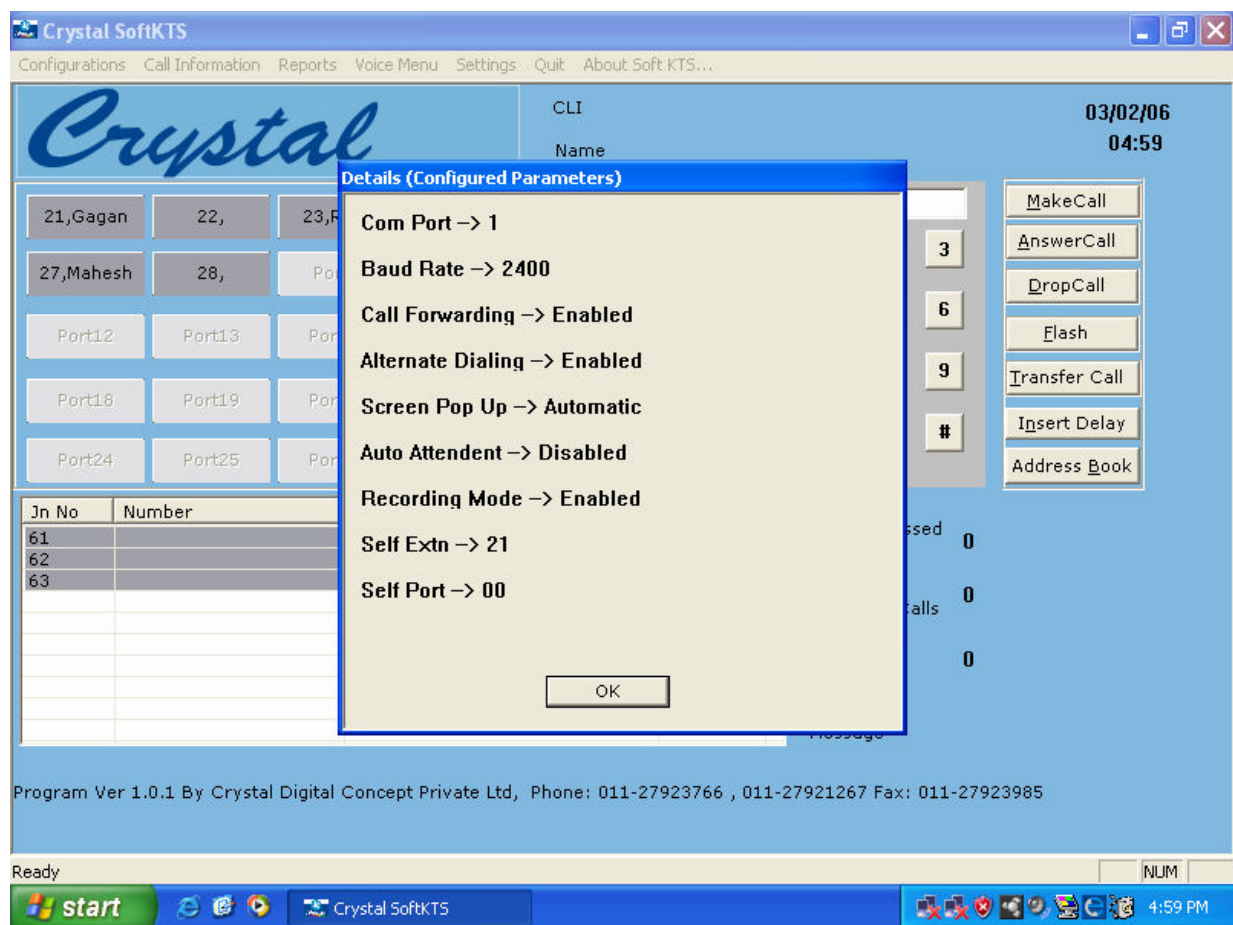 Crystal SoftKTS
Configurations Call Information Reports Voice Menu Settings Quit About Soft KTS...
Crystal
CLI
Name
03/02/06
04:59
Details (Configured Parameters)
Com Port --> 1
Baud Rate --> 2400
Call Forwarding --> Enabled
Alternate Dialing --> Enabled
Screen Pop Up --> Automatic
Auto Attendent --> Disabled
Recording Mode --> Enabled
Self Extn --> 21
Self Port --> 00
OK
21,Gagan 22,
27,Mahesh 28,
Port12 Port13
Port18 Port19
Port24 Port25
3
6
9
#
MakeCall
AnswerCall
DropCall
Flash
Transfer Call
Insert Delay
Address Book
Jn No Number
61
62
63
0
0
0
Program Ver 1.0.1 By Crystal Digital Concept Private Ltd, Phone: 011-27923766 , 011-27921267 Fax: 011-27923985
Ready NUM
start Crystal SoftKTS 4:59 PM